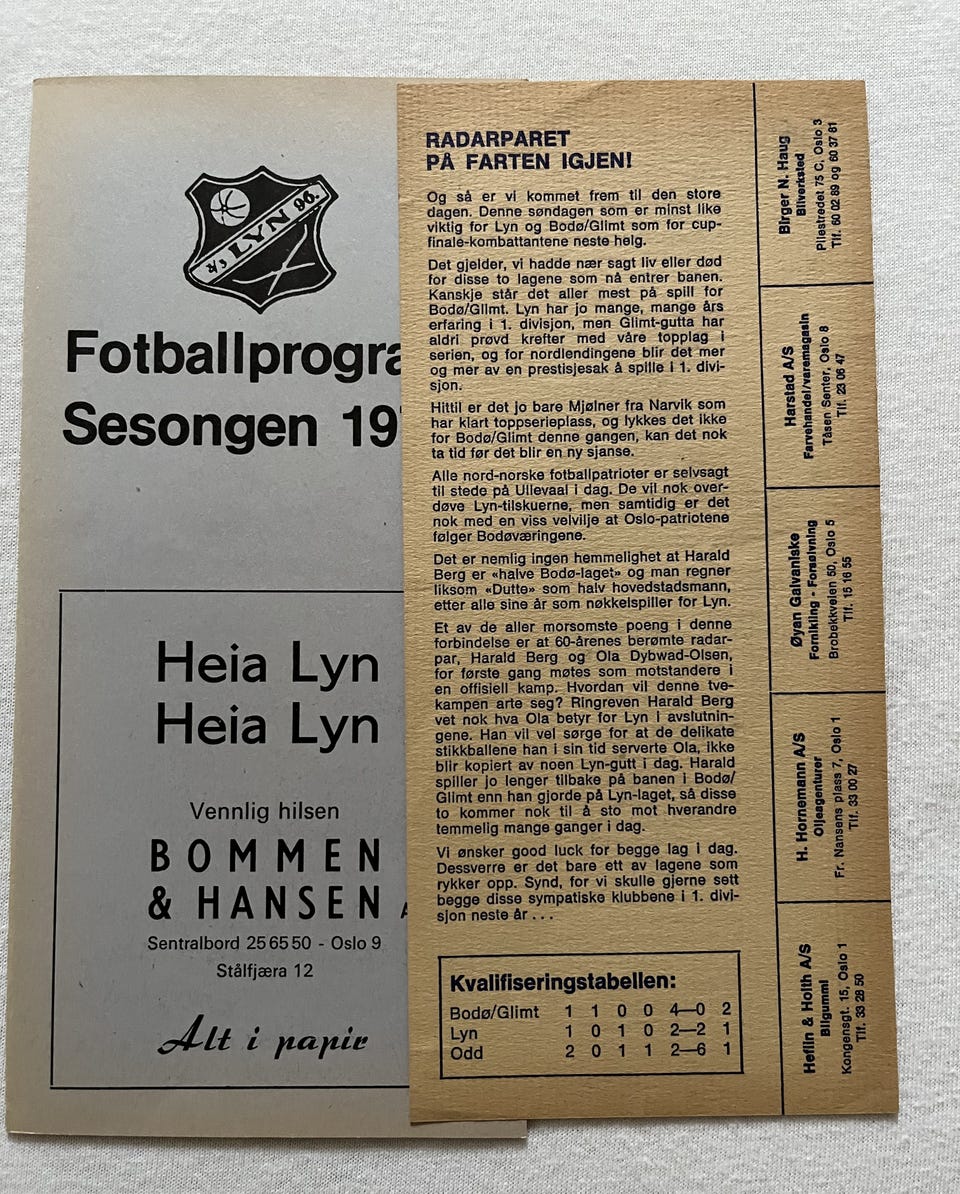 A/S LYN 96.
Fotballprogra
Sesongen 19
Heia Lyn
Heia Lyn
Vennlig hilsen
BOMMEN
& HANSEN
Sentralbord 25 65 50 - Oslo 9
Stålfjæra 12
Alt i papir
RADARPARET
PÅ FARTEN IGJEN!
Og så er vi kommet frem til den store
dagen. Denne søndagen som er minst like
viktig for Lyn og Bodø/Glimt som for cup-
finale-kombattantene neste helg.
Det gjelder, vi hadde nær sagt liv eller død
for disse to lagene som nå entrer banen.
Kanskje står det aller mest på spill for
Bodø/Glimt. Lyn har jo mange, mange års
erfaring i 1. divisjon, men Glimt-gutta har
aldri prøvd krefter med våre topplag i
serien, og for nordlendingene blir det mer
og mer av en prestisjesak å spille i 1. divi-
sjon.
Hittil er det jo bare Mjølner fra Narvik som
har klart toppserieplass, og lykkes det ikke
for Bodø/Glimt denne gangen, kan det nok
ta tid før det blir en ny sjanse.
Alle nord-norske fotballpatrioter er selvsagt
til stede på Ullevaal i dag. De vil nok over-
døve Lyn-tilskuerne, men samtidig er det
nok med en viss velvilje at Oslo-patriotene
følger Bodøværingene.
Det er nemlig ingen hemmelighet at Harald
Berg er «halve Bodø-laget» og man regner
liksom «Dutte» som halv hovedstadsmann,
etter alle sine år som nøkkelspiller for Lyn.
Et av de aller morsomste poeng i denne
forbindelse er at 60-årenes berømte radar-
par, Harald Berg og Ola Dybwad-Olsen,
for første gang møtes som motstandere i
en offisiell kamp. Hvordan vil denne tve-
kampen arte seg? Ringreven Harald Berg
vet nok hva Ola betyr for Lyn i avslutnin-
gene. Han vil vel sørge for at de delikate
stikkballene han i sin tid serverte Ola, ikke
blir kopiert av noen Lyn-gutt i dag. Harald
spiller jo lenger tilbake på banen i Bodø/
Glimt enn han gjorde på Lyn-laget, så disse
to kommer nok til å sto mot hverandre
temmelig mange ganger i dag.
Vi ønsker good luck for begge lag i dag.
Dessverre er det bare ett av lagene som
rykker opp. Synd, for vi skulle gjerne sett
begge disse sympatiske klubbene i 1. divi-
sjon neste år . . .
Kvalifiseringstabellen:
Bodø/Glimt 1 1 0 0 4—0 2
Lyn 1 0 1 0 2—2 1
Odd 2 0 1 1 2—6 1
Birger N. Haug
Bilverksted
Pilestredet 75 C, Oslo 3
Tlf. 60 02 89 og 60 37 81
Harstad A/S
Farvehandel/varemagasin
Tåsen Senter, Oslo 8
Tlf. 23 06 47
Øyan Galvaniske
Fornikling - Forsølvning
Brobekkveien 50, Oslo 5
Tlf. 15 16 55
H. Hornemann A/S
Oljeagenturer
Fr. Nansens plass 7, Oslo 1
Tlf. 33 00 27
Heflin & Holth A/S
Bilgummi
Kongensgt. 15, Oslo 1
Tlf. 33 28 50